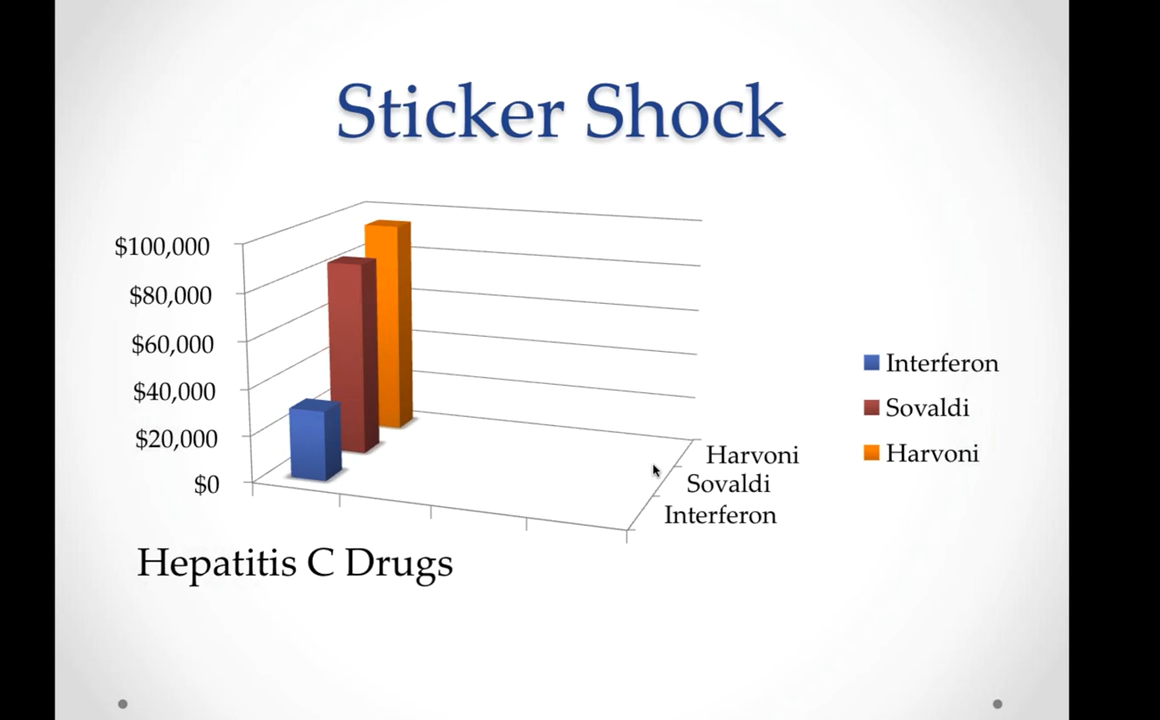 Sticker Shock
$100,000
$80,000
$60,000
$40,000
$20,000
$0
Harvoni
Sovaldi
Interferon
Interferon
Sovaldi
Harvoni
Hepatitis C Drugs